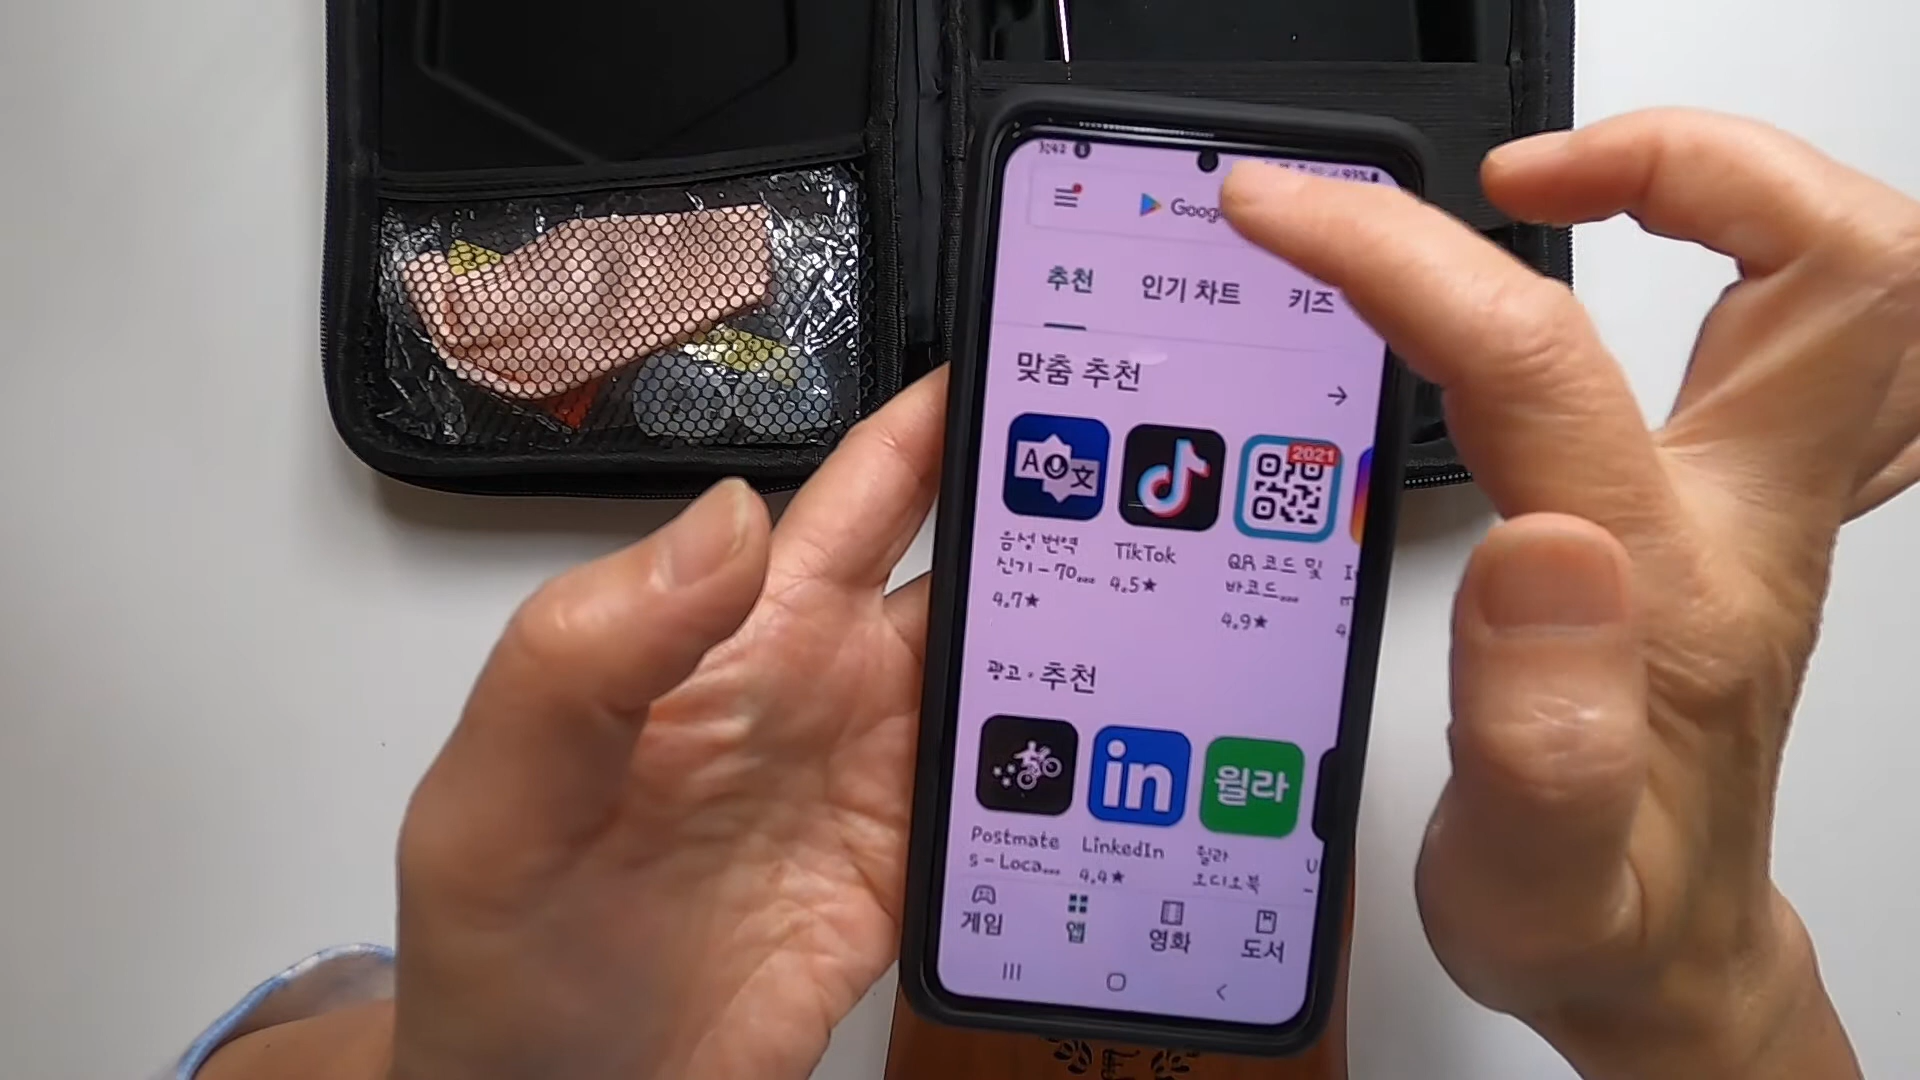 Goog
추천 인기 차트 키즈
맞춤 추천
A 文
2021
음성 번역
신기-70...
4.7★
TikTok
4.5★
QR 코드 및
바코드...
4.9★
광고·추천
in
윌라
Postmate
s-Loca...
LinkedIn
4.4★
윌라
오디오북
게임 앱 영화 도서